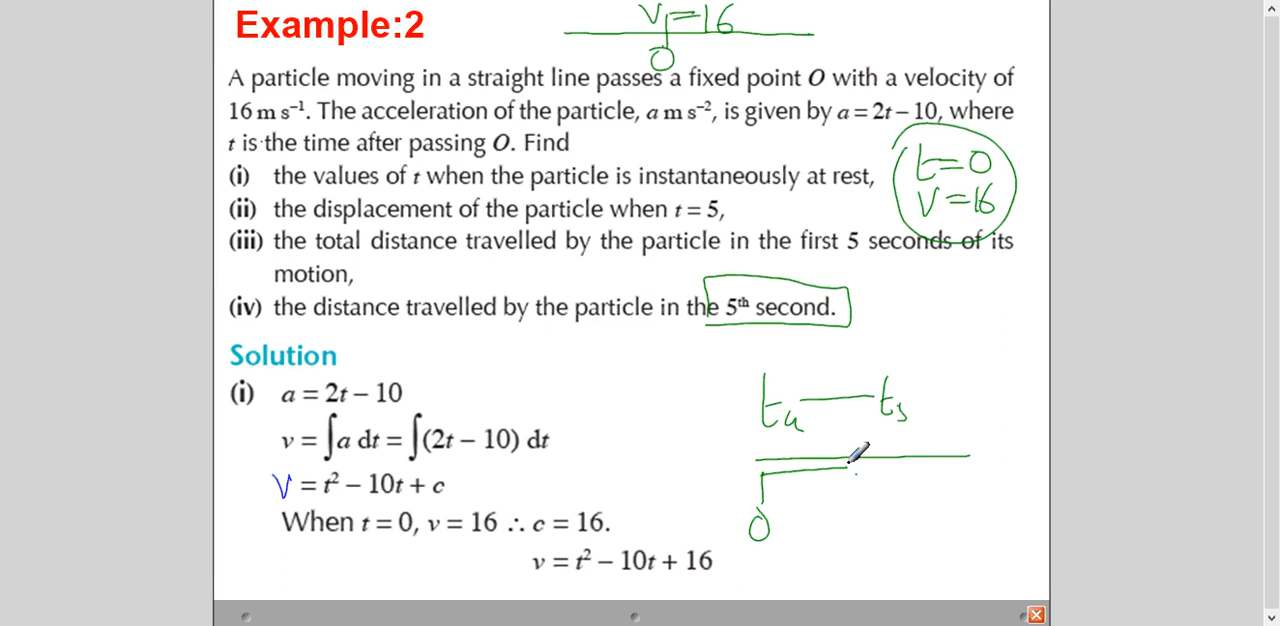 Example:2
V=16
O
A particle moving in a straight line passes a fixed point O with a velocity of
16 m s⁻¹. The acceleration of the particle, a m s⁻², is given by a = 2t – 10, where
t is the time after passing O. Find
(i) the values of t when the particle is instantaneously at rest,
t=0
V=16
(ii) the displacement of the particle when t = 5,
(iii) the total distance travelled by the particle in the first 5 seconds of its
motion,
(iv) the distance travelled by the particle in the 5th second.
Solution
(i) a = 2t – 10
v = ∫a dt = ∫(2t – 10) dt
V = t² – 10t + c
When t = 0, v = 16 ∴ c = 16.
v = t² – 10t + 16
t₄ — t₅
O